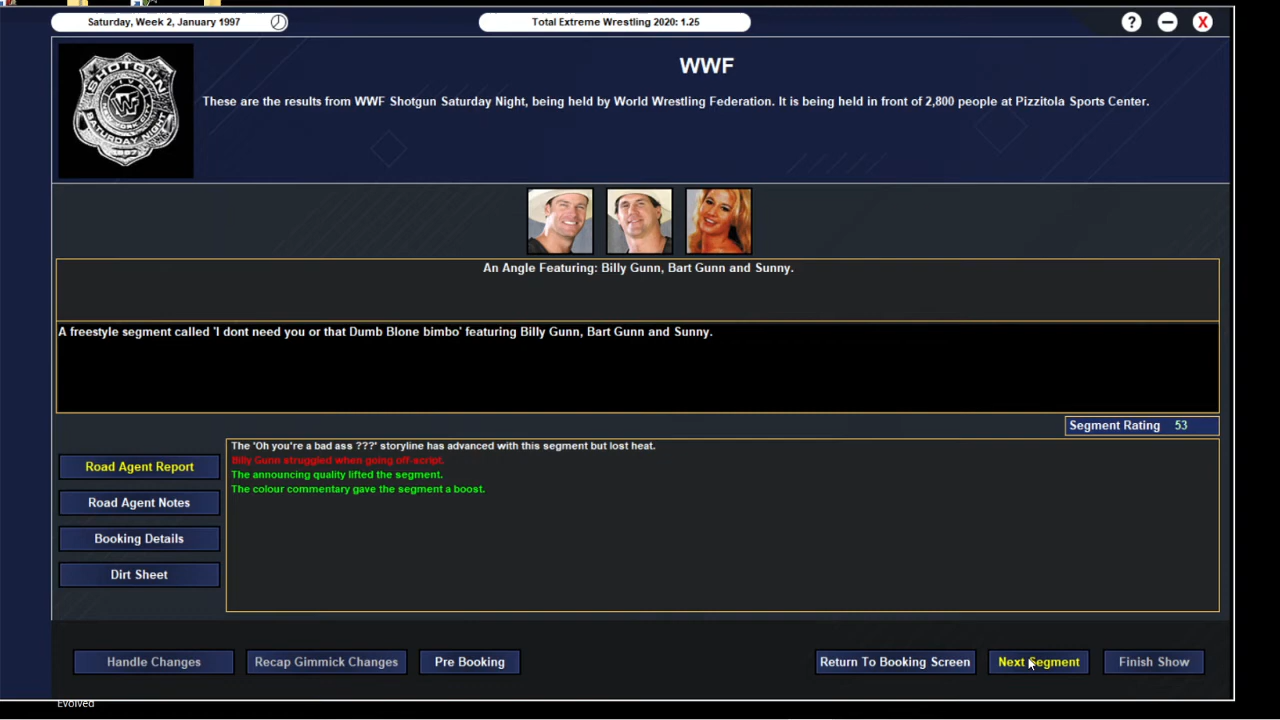 Saturday, Week 2, January 1997
Total Extreme Wrestling 2020: 1.25
?
X
SHOTGUN
SATURDAY NIGHT
1997
WWF
These are the results from WWF Shotgun Saturday Night, being held by World Wrestling Federation. It is being held in front of 2,800 people at Pizzitola Sports Center.
An Angle Featuring: Billy Gunn, Bart Gunn and Sunny.
A freestyle segment called 'I dont need you or that Dumb Blone bimbo' featuring Billy Gunn, Bart Gunn and Sunny.
Segment Rating 53
The 'Oh you're a bad ass ???' storyline has advanced with this segment but lost heat.
Billy Gunn struggled when going off-script.
The announcing quality lifted the segment.
The colour commentary gave the segment a boost.
Road Agent Report
Road Agent Notes
Booking Details
Dirt Sheet
Handle Changes
Recap Gimmick Changes
Pre Booking
Return To Booking Screen
Next Segment
Finish Show
Evolved